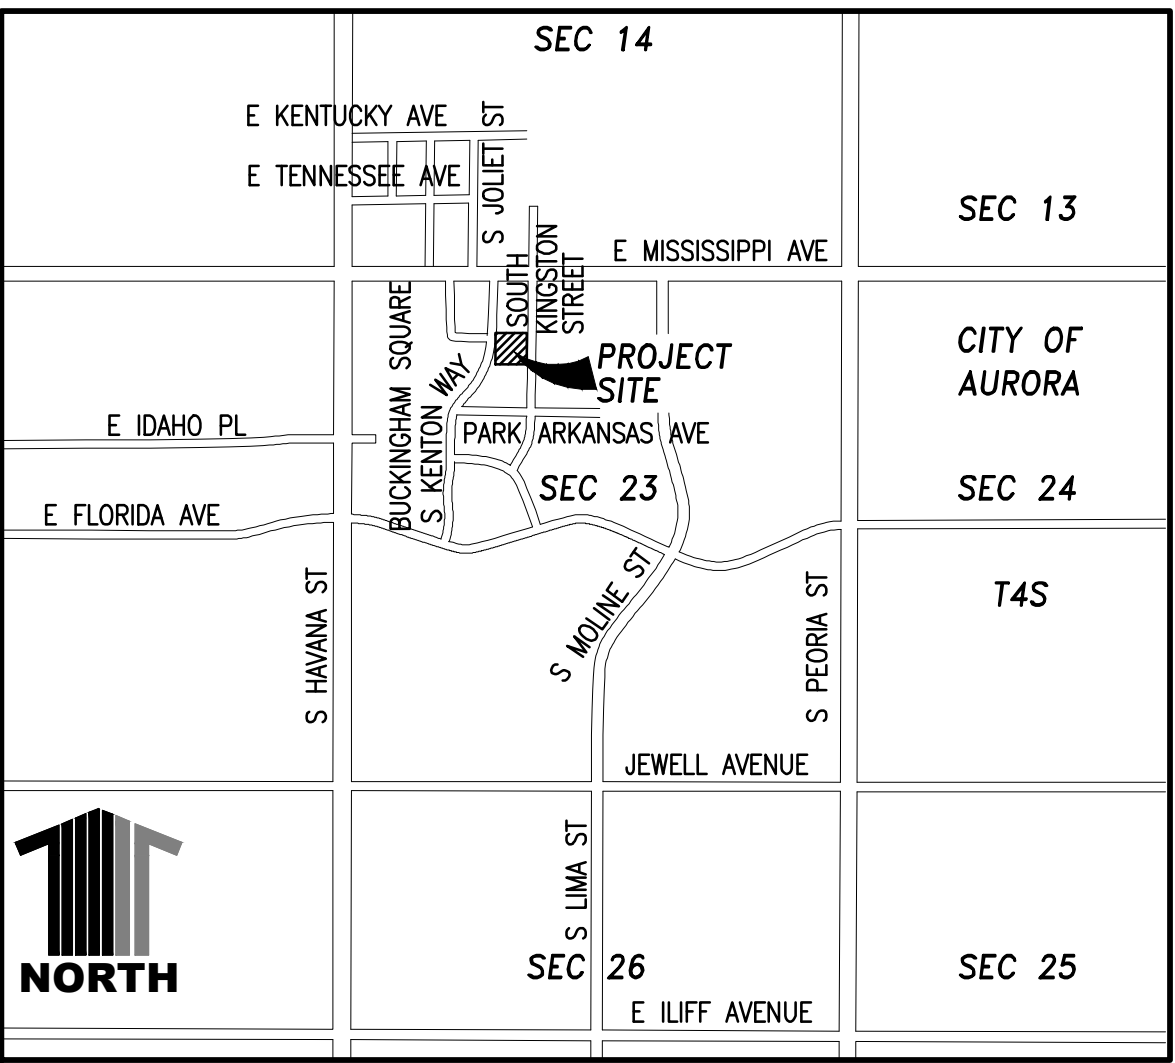 SEC 14
E KENTUCKY AVE
S JOLIET ST
E TENNESSEE AVE
SEC 13
E MISSISSIPPI AVE
SOUTH
KINGSTON
STREET
BUCKINGHAM SQUARE
S KENTON WAY
PROJECT
SITE
CITY OF
AURORA
E IDAHO PL
PARK ARKANSAS AVE
SEC 23
SEC 24
E FLORIDA AVE
S HAVANA ST
S MOLINE ST
S PEORIA ST
T4S
JEWELL AVENUE
S LIMA ST
NORTH
SEC 26
SEC 25
E ILIFF AVENUE